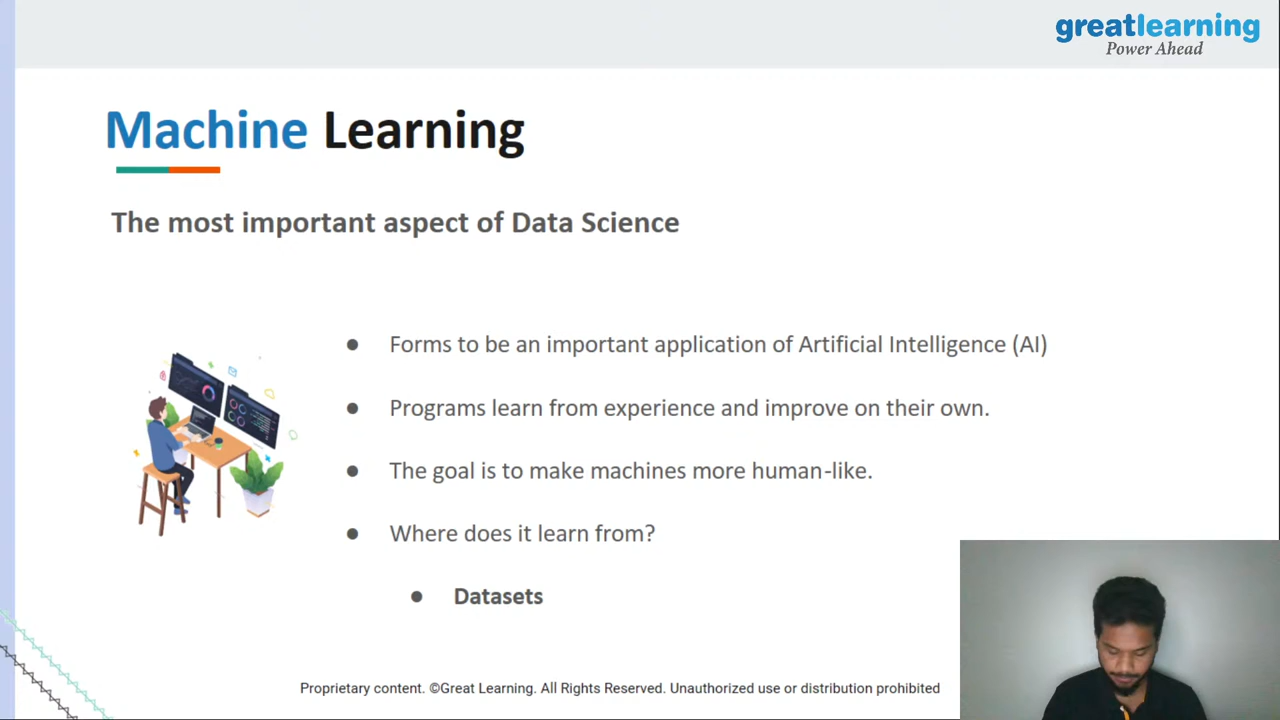 greatlearning
Power Ahead
Machine Learning
The most important aspect of Data Science
Forms to be an important application of Artificial Intelligence (AI)
Programs learn from experience and improve on their own.
The goal is to make machines more human-like.
Where does it learn from?
Datasets
Proprietary content. ©Great Learning. All Rights Reserved. Unauthorized use or distribution prohibited